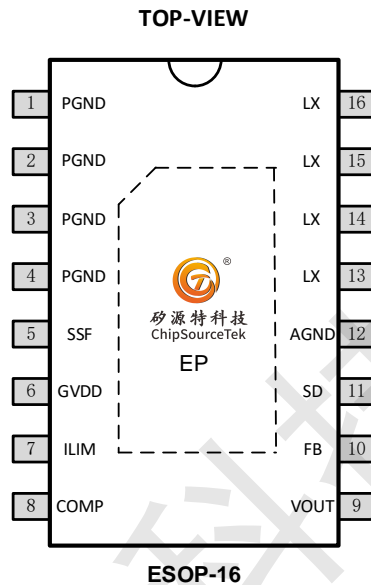 TOP-VIEW
1 PGND LX 16
2 PGND LX 15
3 PGND LX 14
4 PGND LX 13
®
矽源特科技
ChipSourceTek
5 SSF AGND 12
EP
6 GVDD SD 11
7 ILIM FB 10
8 COMP VOUT 9
ESOP-16
科技